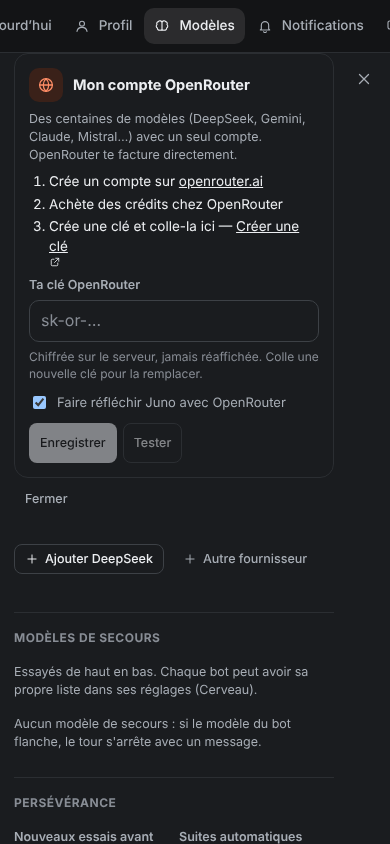 ourd'hui Profil Modèles Notifications
Mon compte OpenRouter
Des centaines de modèles (DeepSeek, Gemini,
Claude, Mistral…) avec un seul compte.
OpenRouter te facture directement.
1. Crée un compte sur openrouter.ai
2. Achète des crédits chez OpenRouter
3. Crée une clé et colle-la ici — Créer une
clé
Ta clé OpenRouter
sk-or-...
Chiffrée sur le serveur, jamais réaffichée. Colle une
nouvelle clé pour la remplacer.
Faire réfléchir Juno avec OpenRouter
Enregistrer Tester
Fermer
Ajouter DeepSeek Autre fournisseur
MODÈLES DE SECOURS
Essayés de haut en bas. Chaque bot peut avoir sa
propre liste dans ses réglages (Cerveau).
Aucun modèle de secours : si le modèle du bot
flanche, le tour s'arrête avec un message.
PERSÉVÉRANCE
Nouveaux essais avant Suites automatiques